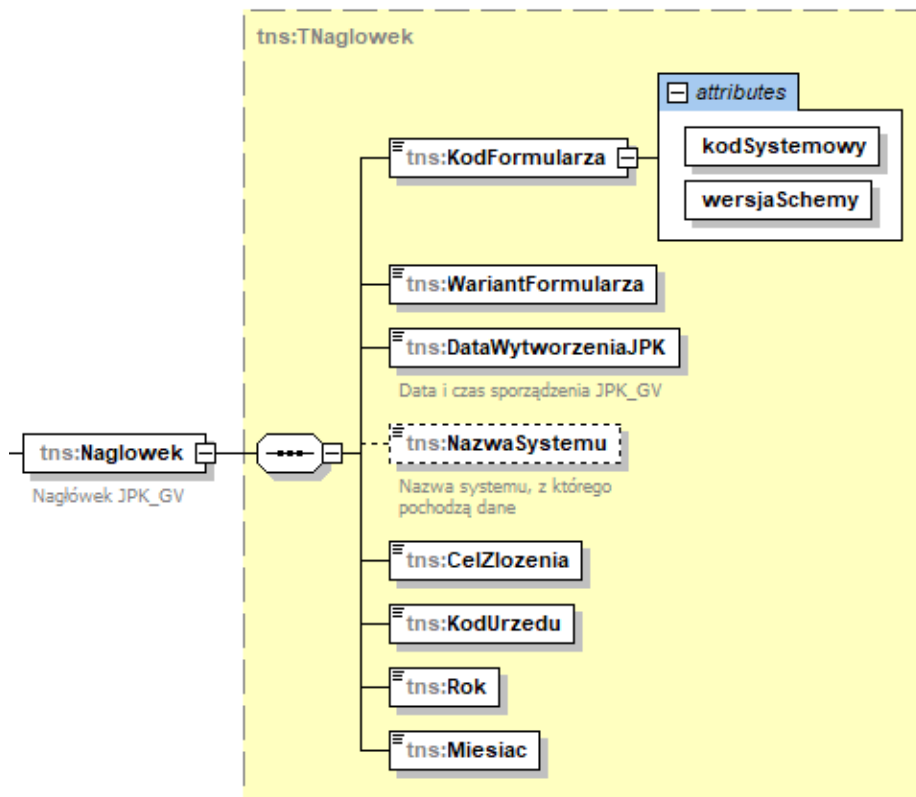 tns:TNaglowek
attributes
tns:KodFormularza
kodSystemowy
wersjaSchemy
tns:WariantFormularza
tns:DataWytworzeniaJPK
Data i czas sporządzenia JPK_GV
tns:NazwaSystemu
tns:Naglowek
Nagłówek JPK_GV
Nazwa systemu, z którego
pochodzą dane
tns:CelZlozenia
tns:KodUrzedu
tns:Rok
tns:Miesiac